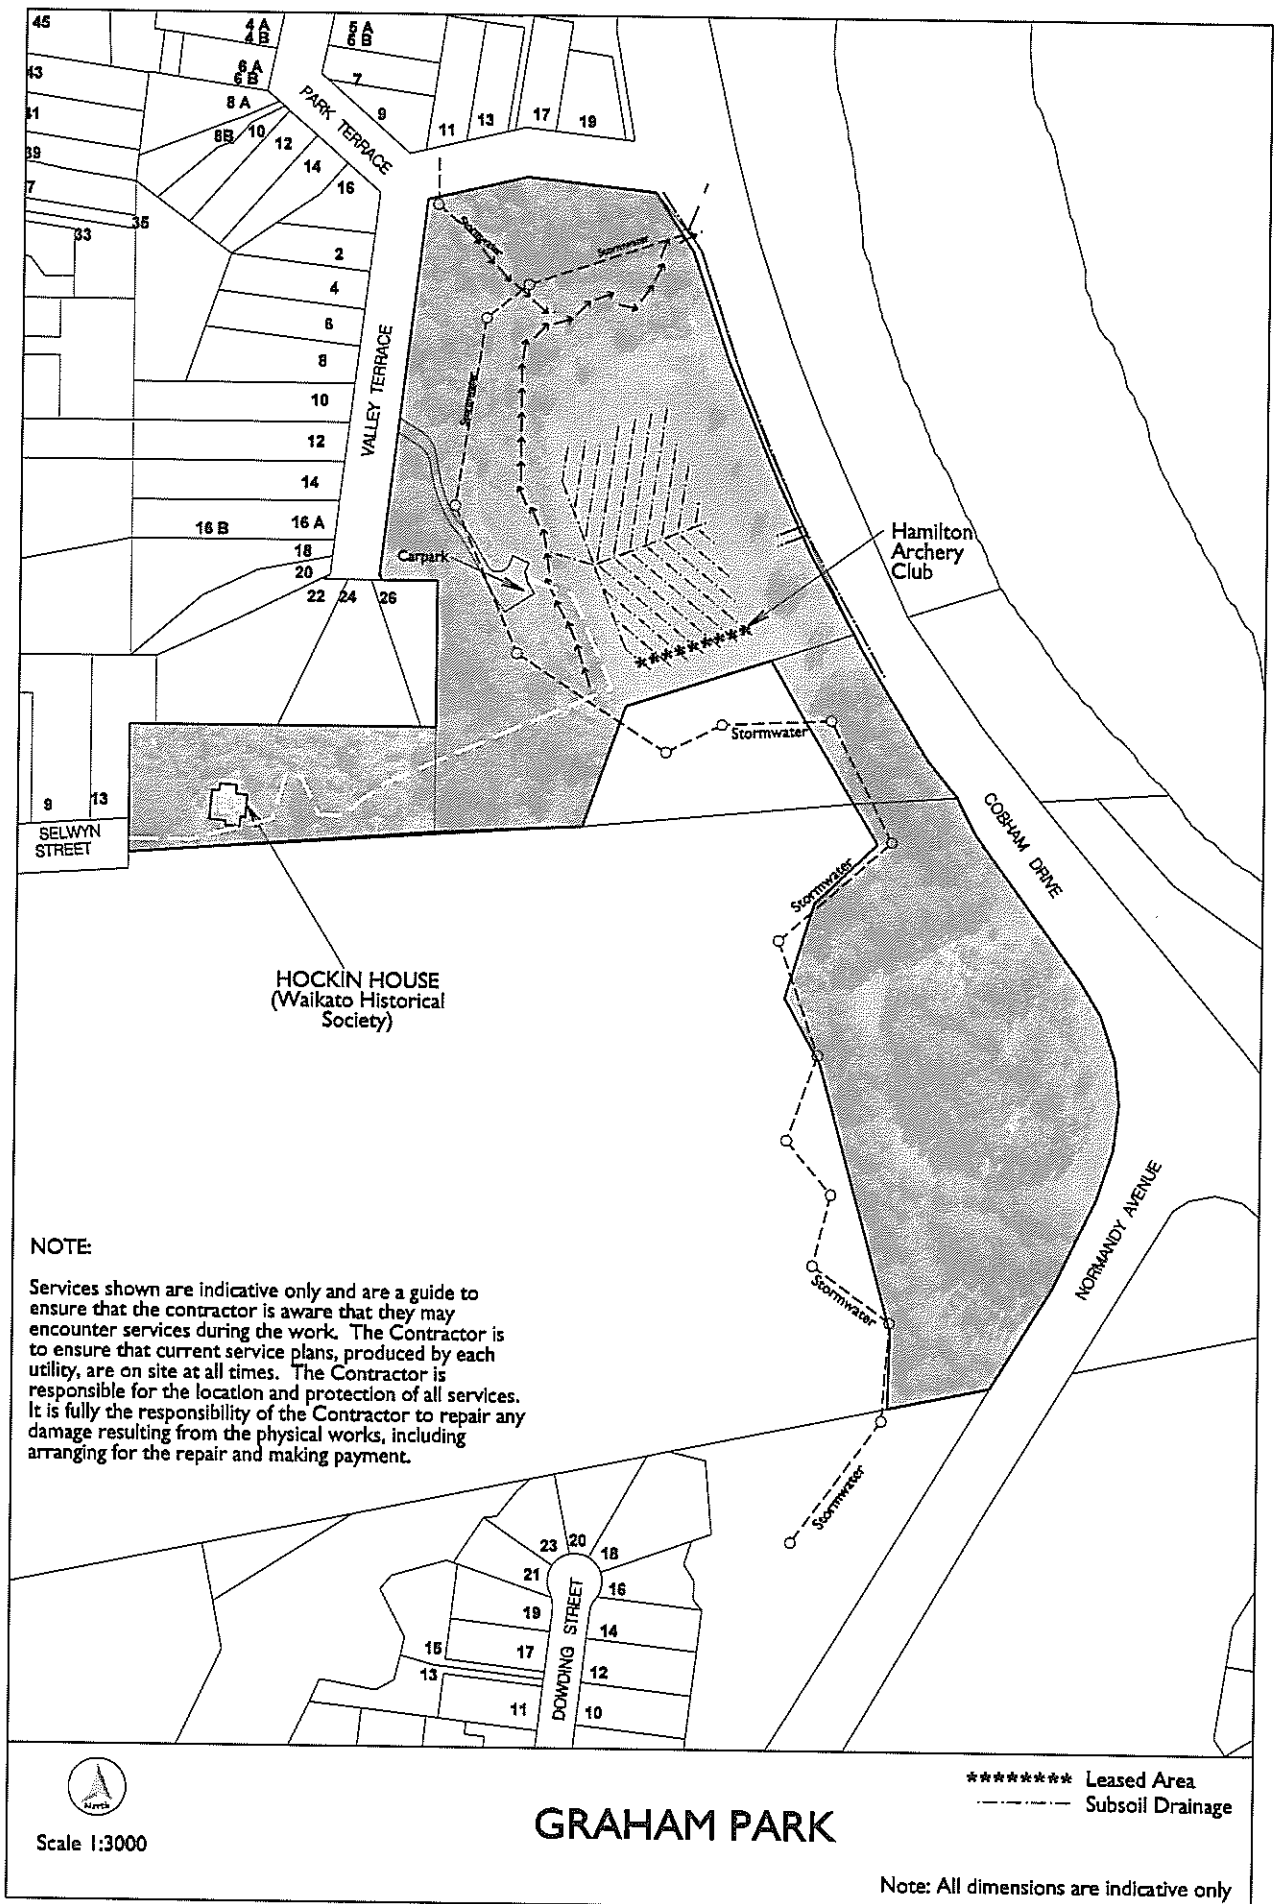 45
4 A
4 B
5 A
6 B
43
6 A
6 B
7
8 A
9
41
PARK TERRACE
11
13
17
19
8B
10
12
39
14
7
16
35
33
2
4
6
8
VALLEY TERRACE
10
12
14
16 B
16 A
18
20
22
24
26
Stormwater
Stormwater
Stormwater
Carpark
Hamilton
Archery
Club
*********
Stormwater
9
13
SELWYN
STREET
COBHAM DRIVE
Stormwater
HOCKIN HOUSE
(Waikato Historical
Society)
NORMANDY AVENUE
NOTE:
Services shown are indicative only and are a guide to
ensure that the contractor is aware that they may
encounter services during the work. The Contractor is
to ensure that current service plans, produced by each
utility, are on site at all times. The Contractor is
responsible for the location and protection of all services.
It is fully the responsibility of the Contractor to repair any
damage resulting from the physical works, including
arranging for the repair and making payment.
Stormwater
Stormwater
23
20
18
21
16
19
14
15
17
13
12
11
10
DOWDING STREET
North
Scale 1:3000
GRAHAM PARK
******** Leased Area
Subsoil Drainage
Note: All dimensions are indicative only